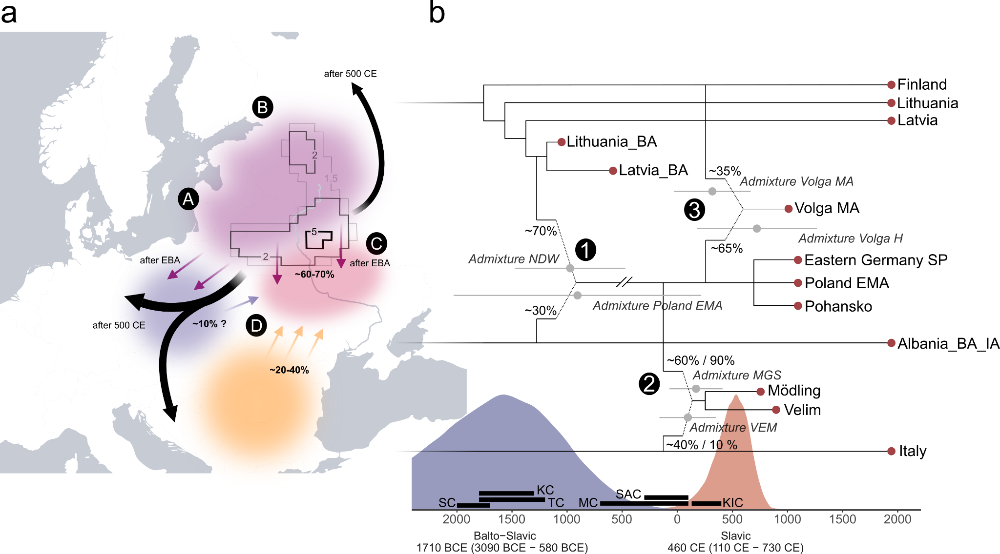 a
b
after 500 CE
B
2
1.5
A
5
C
2
after EBA
after EBA
~60-70%
D
~10% ?
after 500 CE
~20-40%
Finland
Lithuania
Latvia
Lithuania_BA
Latvia_BA
~35%
Admixture Volga MA
3
Volga MA
~70%
Admixture Volga H
~65%
1
Admixture NDW
Eastern Germany SP
Poland EMA
Admixture Poland EMA
Pohansko
~30%
Albania_BA_IA
~60% / 90%
Admixture MGS
2
Mödling
Velim
Admixture VEM
~40% / 10 %
Italy
KC
SAC
SC
TC
MC
KIC
2000 1500 1000 500 0 500 1000 1500 2000
Balto−Slavic
1710 BCE (3090 BCE − 580 BCE)
Slavic
460 CE (110 CE − 730 CE)